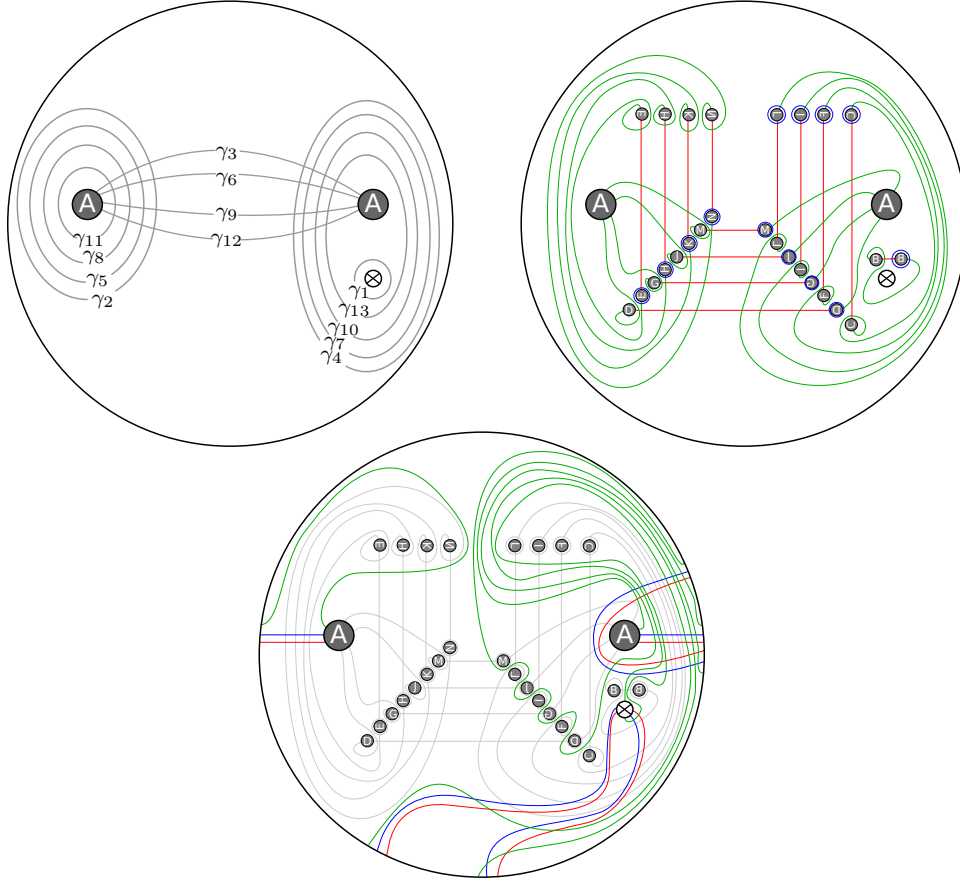 γ₃
γ₆
A A
γ₉
γ₁₂
γ₁₁
γ₈
γ₅
γ₂
γ₁
γ₁₃
γ₁₀
γ₇
γ₄
E H K N L I F C
A A
N
M M
K L
J J
B B
H I
G G
E F
D D
C
E H K N L I F C
A A
N
M M
K L
J J
B B
H I
G G
E F
D D
C